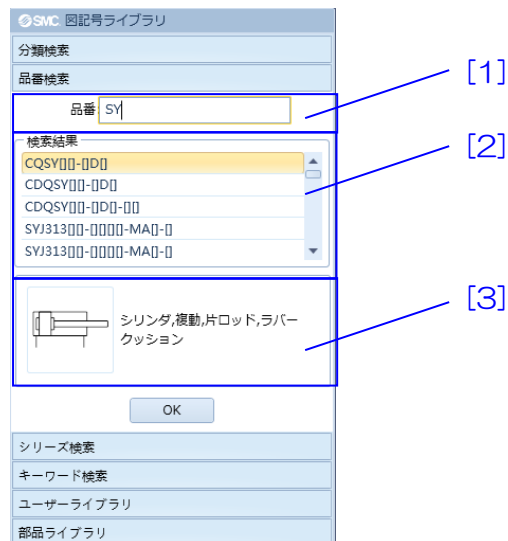 SMC 図記号ライブラリ
分類検索
品番検索
品番 SY
[1]
検索結果
[2]
CQSY[][]-[]D[]
CDQSY[][]-[]D[]
CDQSY[][]-[]D[]-[][]
SYJ313[][]-[][][][]-MA[]-[]
SYJ313[][]-[][][][]-MA[]-[]
[3]
シリンダ,複動,片ロッド,ラバー
クッション
OK
シリーズ検索
キーワード検索
ユーザーライブラリ
部品ライブラリ